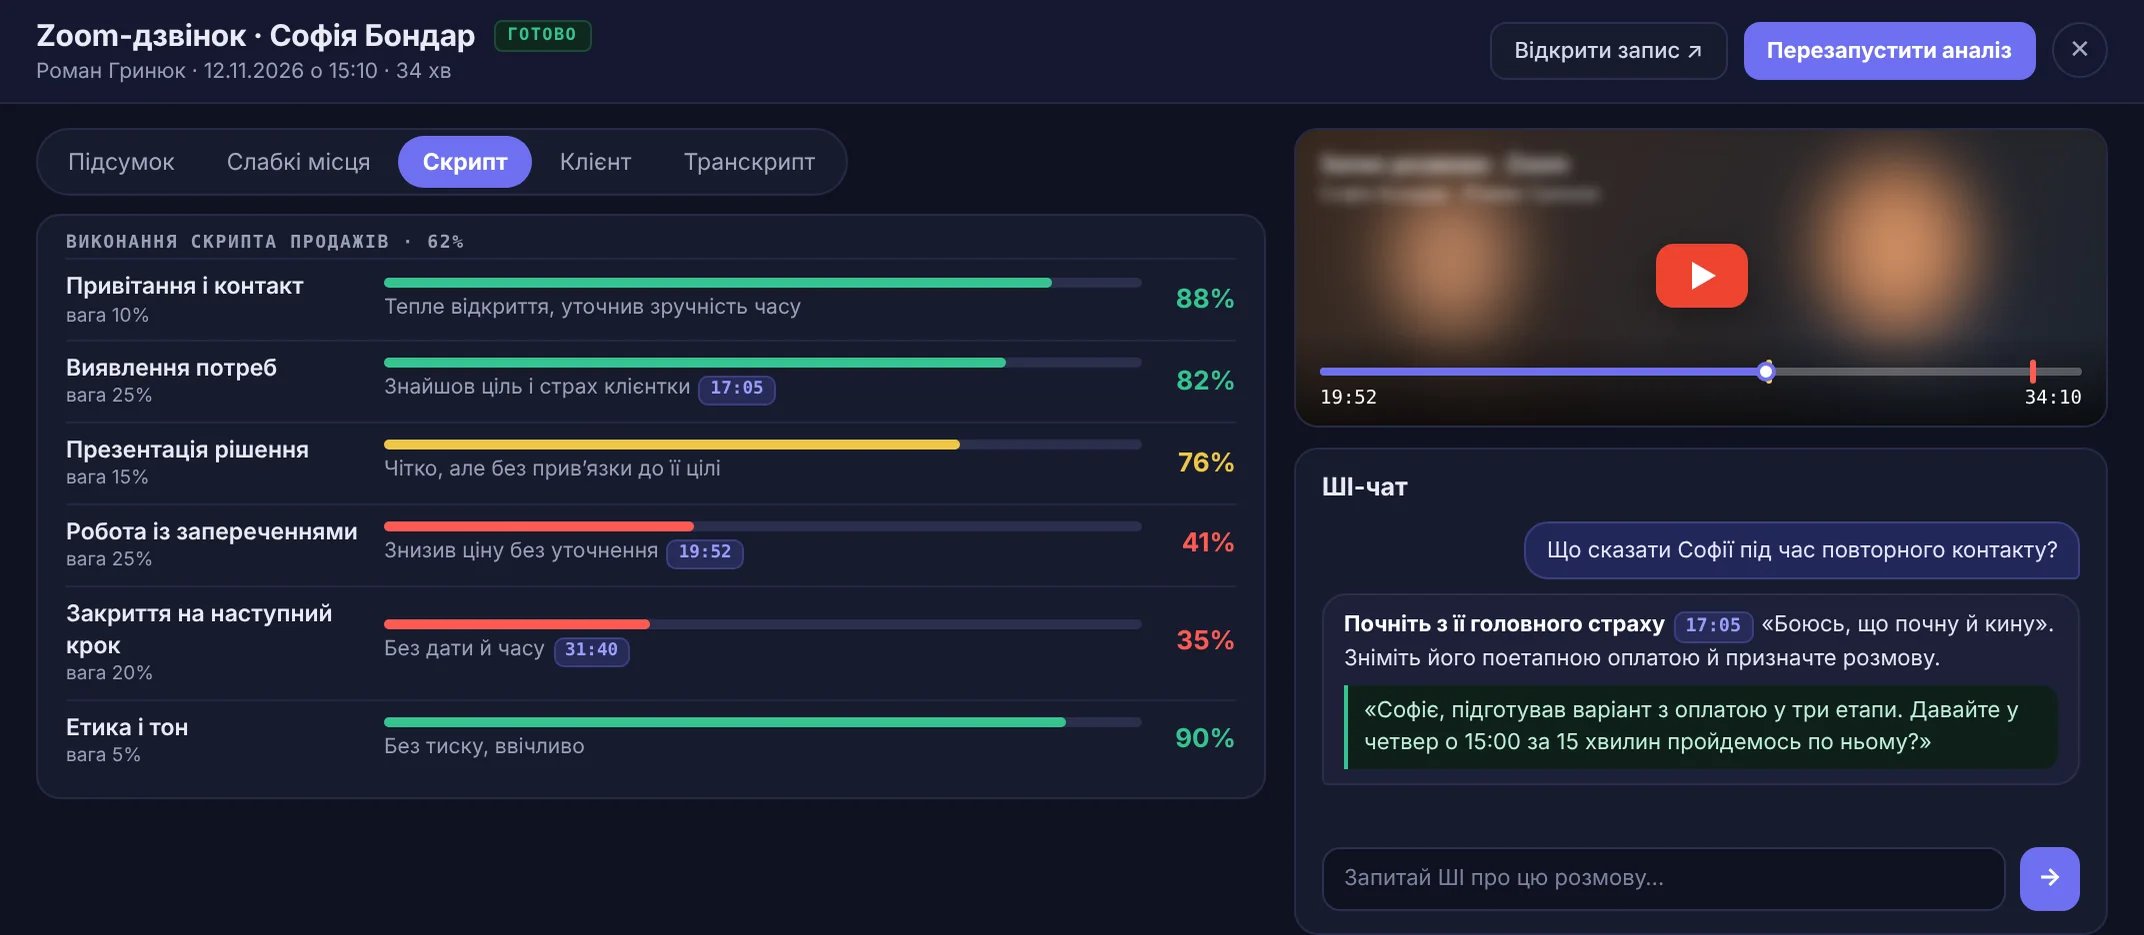 Zoom-дзвінок · Софія Бондар ГОТОВО
Роман Гринюк · 12.11.2026 о 15:10 · 34 хв
Відкрити запис ↗
Перезапустити аналіз
✕
Підсумок
Слабкі місця
Скрипт
Клієнт
Транскрипт
ВИКОНАННЯ СКРИПТА ПРОДАЖІВ · 62%
Привітання і контакт
вага 10%
Тепле відкриття, уточнив зручність часу
88%
Виявлення потреб
вага 25%
Знайшов ціль і страх клієнтки 17:05
82%
Презентація рішення
вага 15%
Чітко, але без прив’язки до її цілі
76%
Робота із запереченнями
вага 25%
Знизив ціну без уточнення 19:52
41%
Закриття на наступний
крок
вага 20%
Без дати й часу 31:40
35%
Етика і тон
вага 5%
Без тиску, ввічливо
90%
19:52
34:10
ШІ-чат
Що сказати Софії під час повторного контакту?
Почніть з її головного страху 17:05 «Боюсь, що почну й кину».
Зніміть його поетапною оплатою й призначте розмову.
«Софіє, підготував варіант з оплатою у три етапи. Давайте у
четвер о 15:00 за 15 хвилин пройдемось по ньому?»
Запитай ШІ про цю розмову...
→